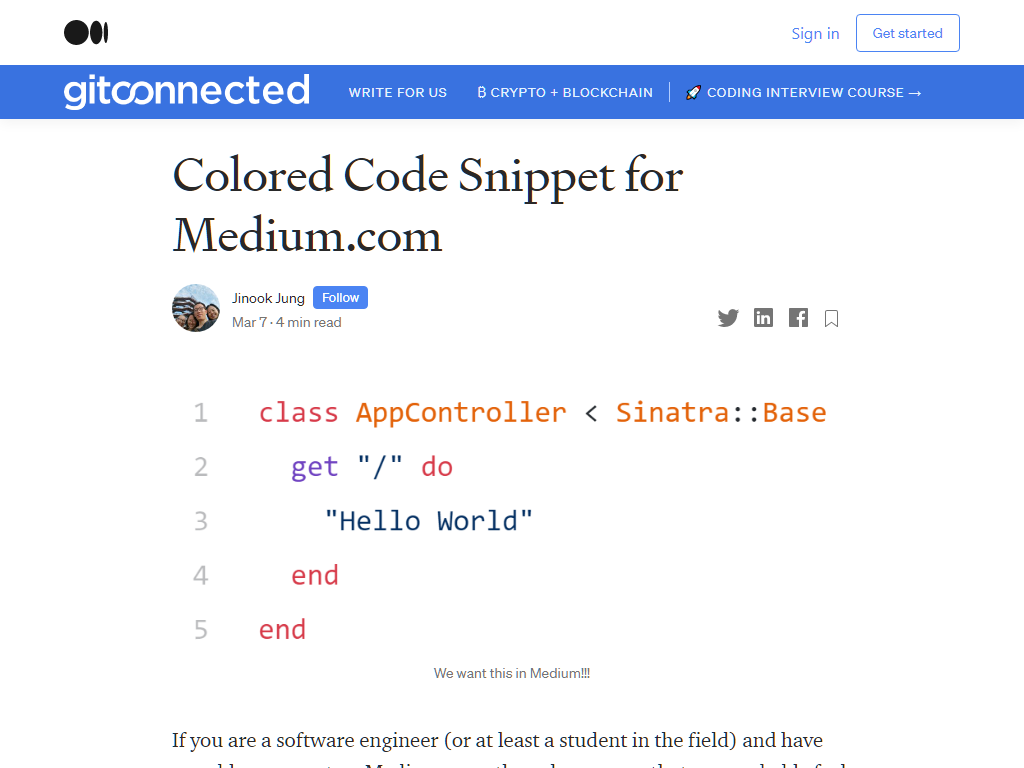 Sign in
Get started
gitconnected
WRITE FOR US
₿ CRYPTO + BLOCKCHAIN
🚀 CODING INTERVIEW COURSE →
Colored Code Snippet for
Medium.com
Jinook Jung
Follow
Mar 7 · 4 min read
1 class AppController < Sinatra::Base
2 get "/" do
3 "Hello World"
4 end
5 end
We want this in Medium!!!
If you are a software engineer (or at least a student in the field) and have